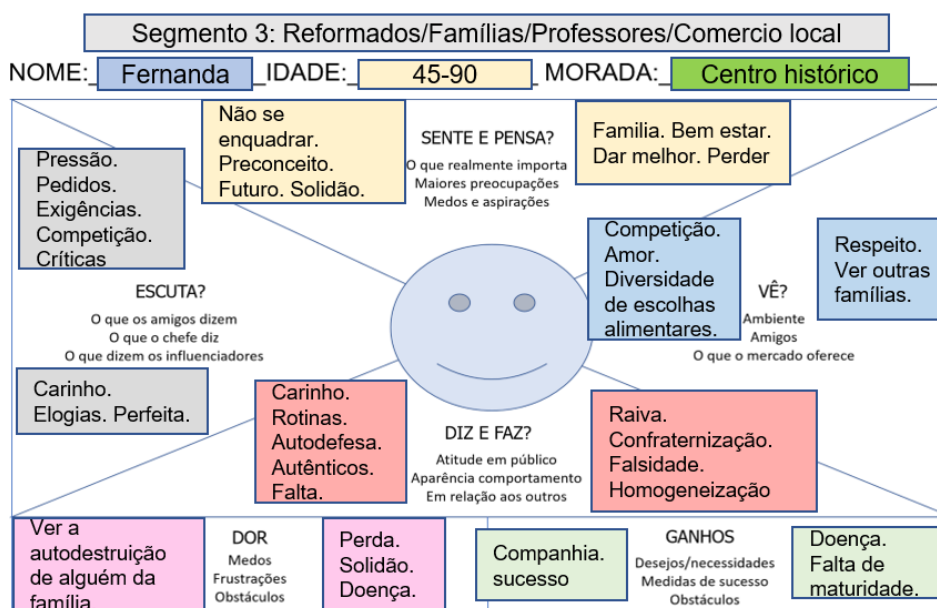 Segmento 3: Reformados/Famílias/Professores/Comercio local
NOME:_ Fernanda _IDADE:_ 45-90 MORADA:_ Centro histórico _
Não se
enquadrar.
Preconceito.
Futuro. Solidão.
SENTE E PENSA?
O que realmente importa
Maiores preocupações
Medos e aspirações
Familia. Bem estar.
Dar melhor. Perder
Pressão.
Pedidos.
Exigências.
Competição.
Críticas
ESCUTA?
O que os amigos dizem
O que o chefe diz
O que dizem os influenciadores
Carinho.
Elogias. Perfeita.
Competição.
Amor.
Diversidade
de escolhas
alimentares.
VÊ?
Ambiente
Amigos
O que o mercado oferece
Respeito.
Ver outras
famílias.
Carinho.
Rotinas.
Autodefesa.
Autênticos.
Falta.
DIZ E FAZ?
Atitude em público
Aparência comportamento
Em relação aos outros
Raiva.
Confraternização.
Falsidade.
Homogeneização
Ver a
autodestruição
de alguém da
família
DOR
Medos
Frustrações
Obstáculos
Perda.
Solidão.
Doença.
Companhia.
sucesso
GANHOS
Desejos/necessidades
Medidas de sucesso
Obstáculos
Doença.
Falta de
maturidade.